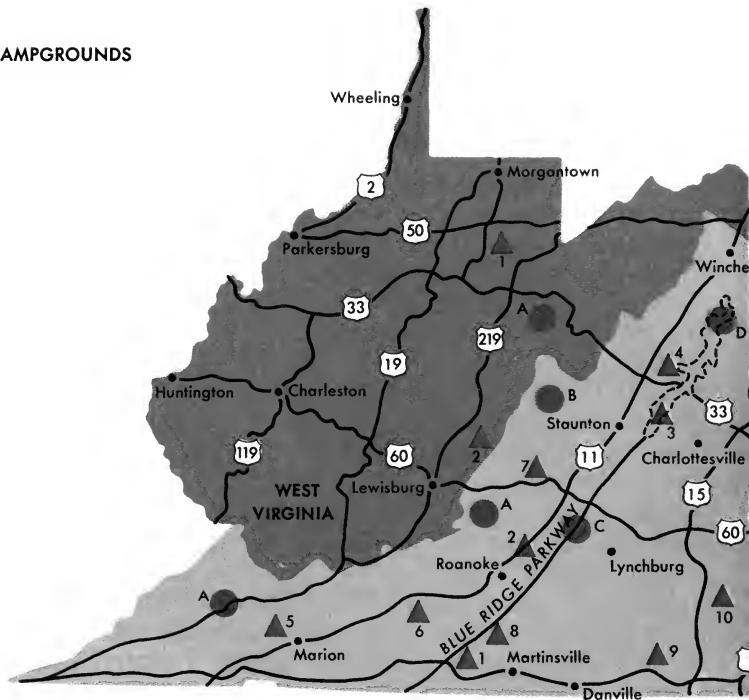 AMPGROUNDS
Wheeling
Morgantown
2
50
Parkersburg
1
Winche
33
A
D
219
4
19
Huntington
Charleston
B
33
3
Staunton
119
2
60
11
Charlottesville
7
WEST
VIRGINIA
Lewisburg
15
A
C
60
2
Lynchburg
Roanoke
BLUE RIDGE PARKWAY
A
5
6
10
8
Marion
1
Martinsville
9
Danville